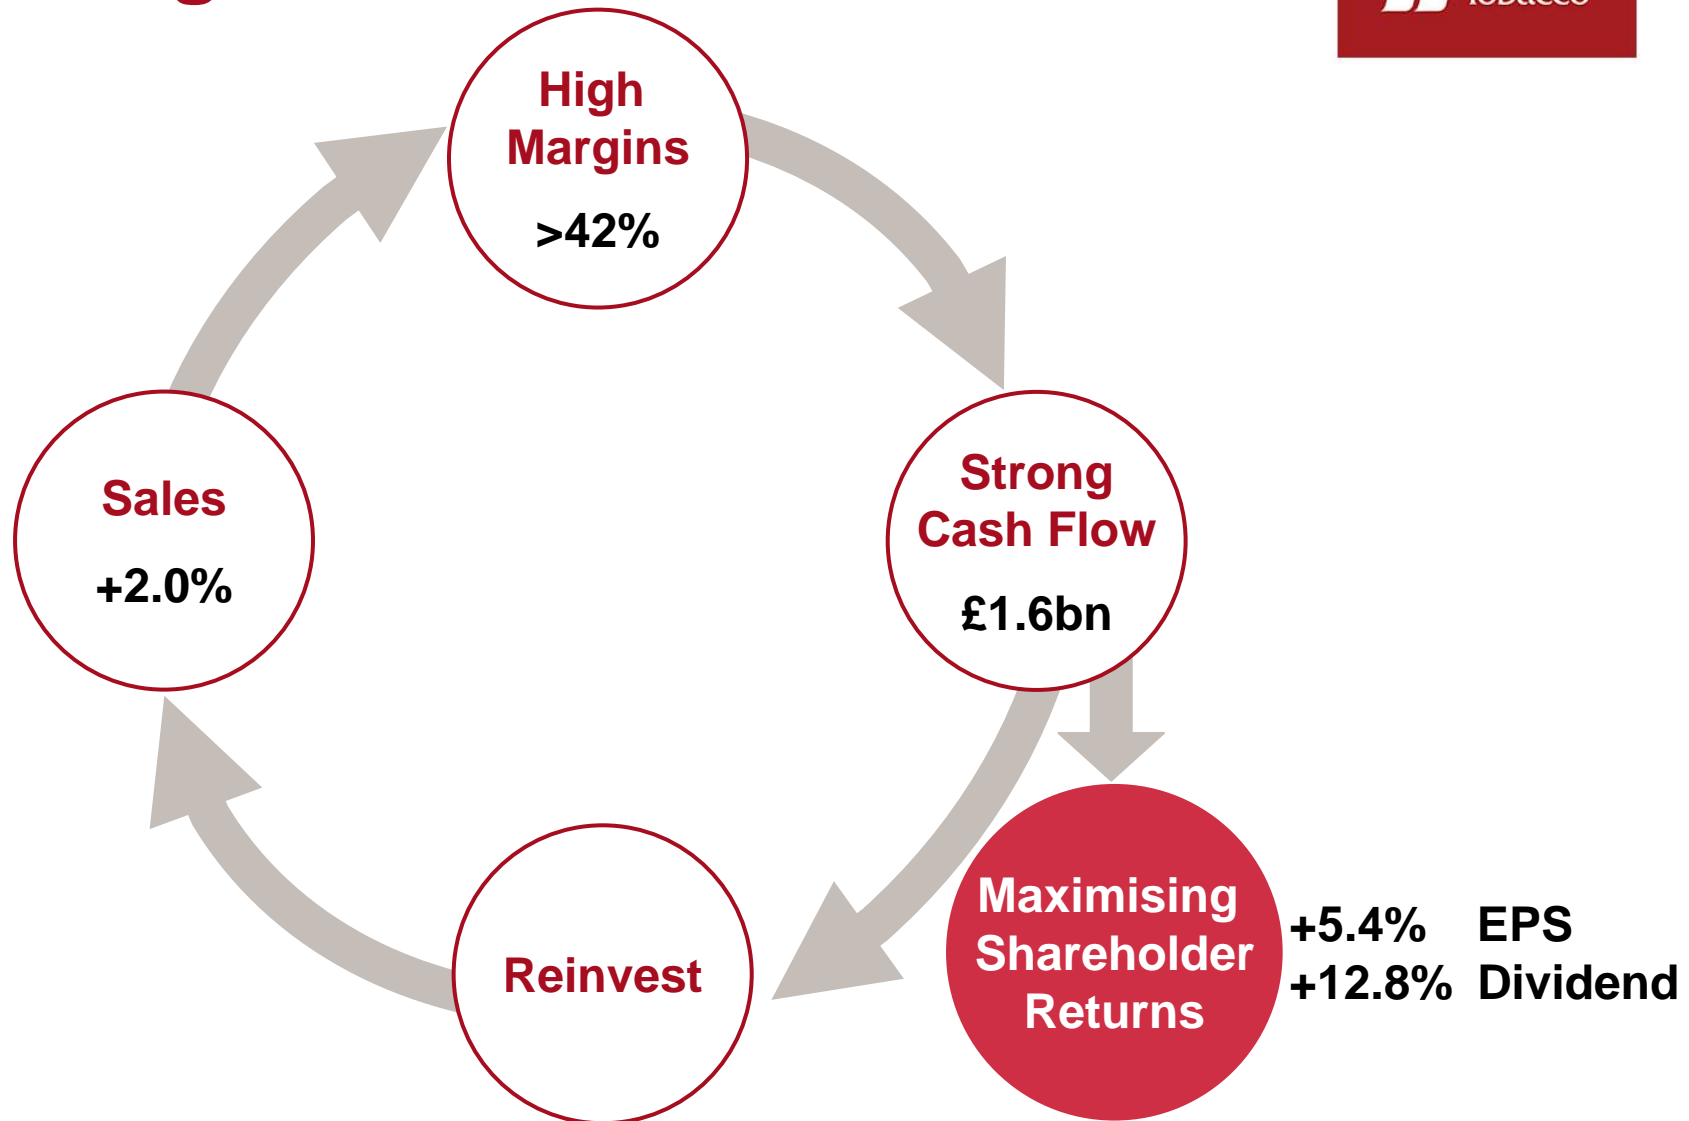 High
Margins
>42%
Sales
+2.0%
Strong
Cash Flow
£1.6bn
Reinvest
Maximising
Shareholder
Returns
+5.4% EPS
+12.8% Dividend